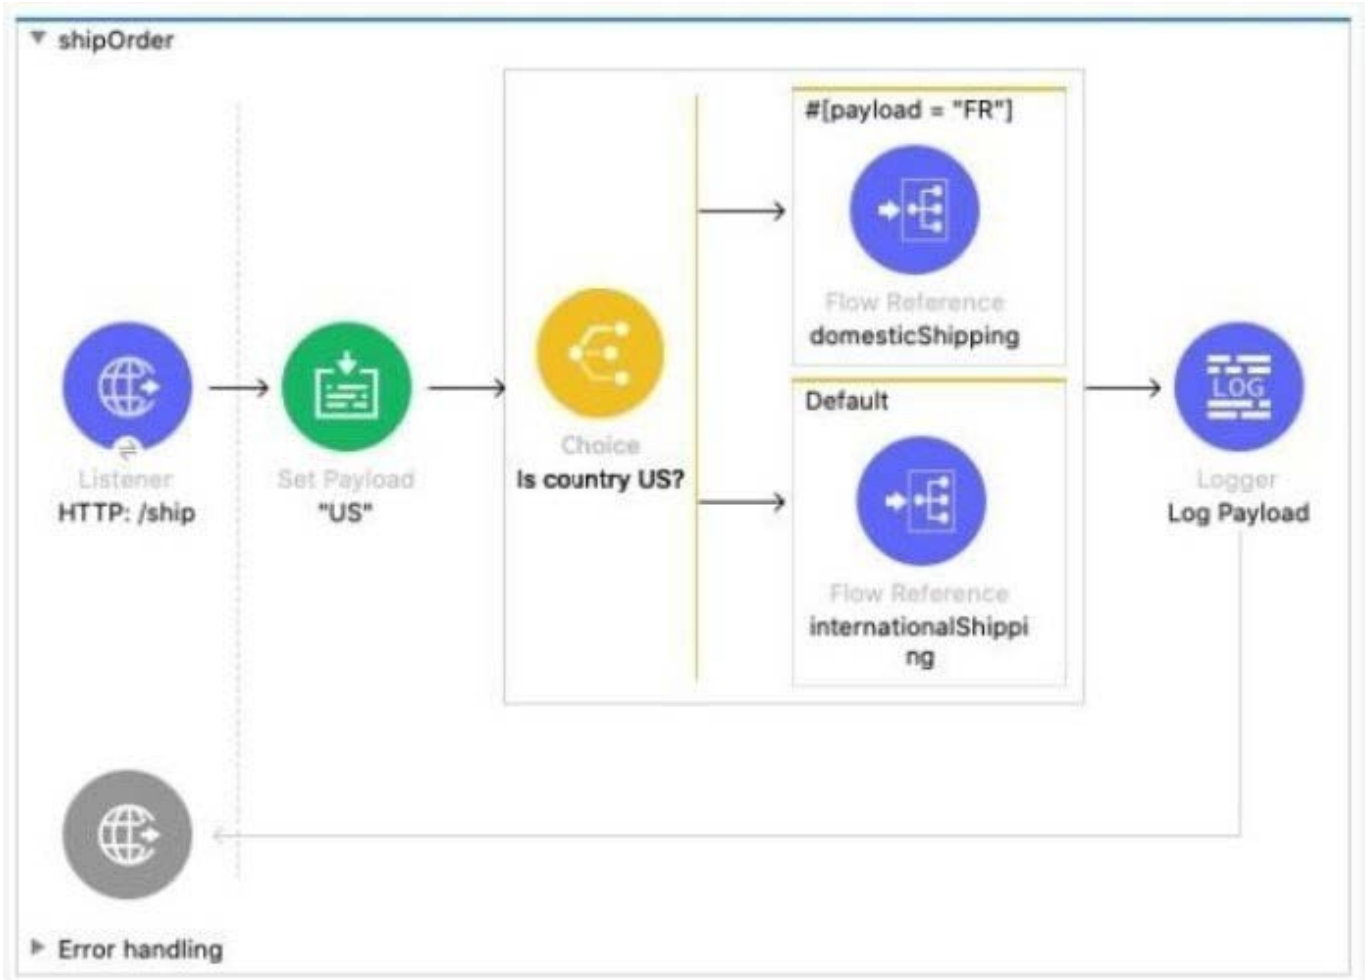 shipOrder
#[payload = "FR"]
Flow Reference
domesticShipping
Default
Flow Reference
internationalShippi
ng
Choice
Is country US?
Listener
HTTP: /ship
Set Payload
"US"
LOG
Logger
Log Payload
Error handling